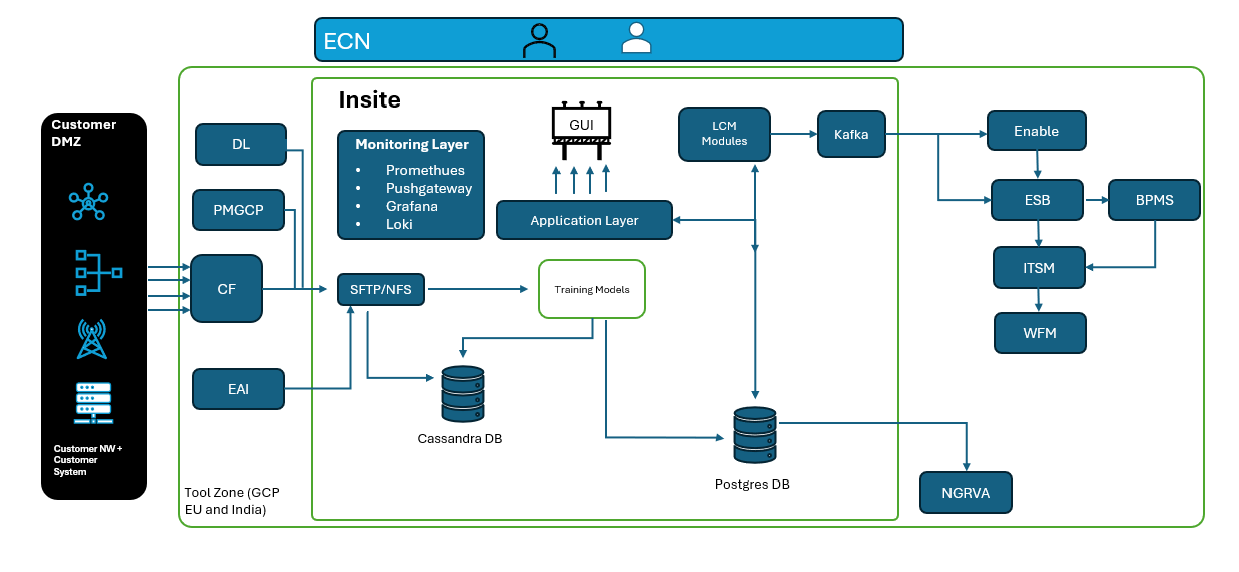 ECN
Customer
DMZ
Customer NW +
Customer
System
DL
PMGCP
CF
EAI
Tool Zone (GCP
EU and India)
Insite
Monitoring Layer
• Promethues
• Pushgateway
• Grafana
• Loki
GUI
Application Layer
SFTP/NFS
Training Models
Cassandra DB
LCM
Modules
Kafka
Postgres DB
Enable
ESB
BPMS
ITSM
WFM
NIGRVA